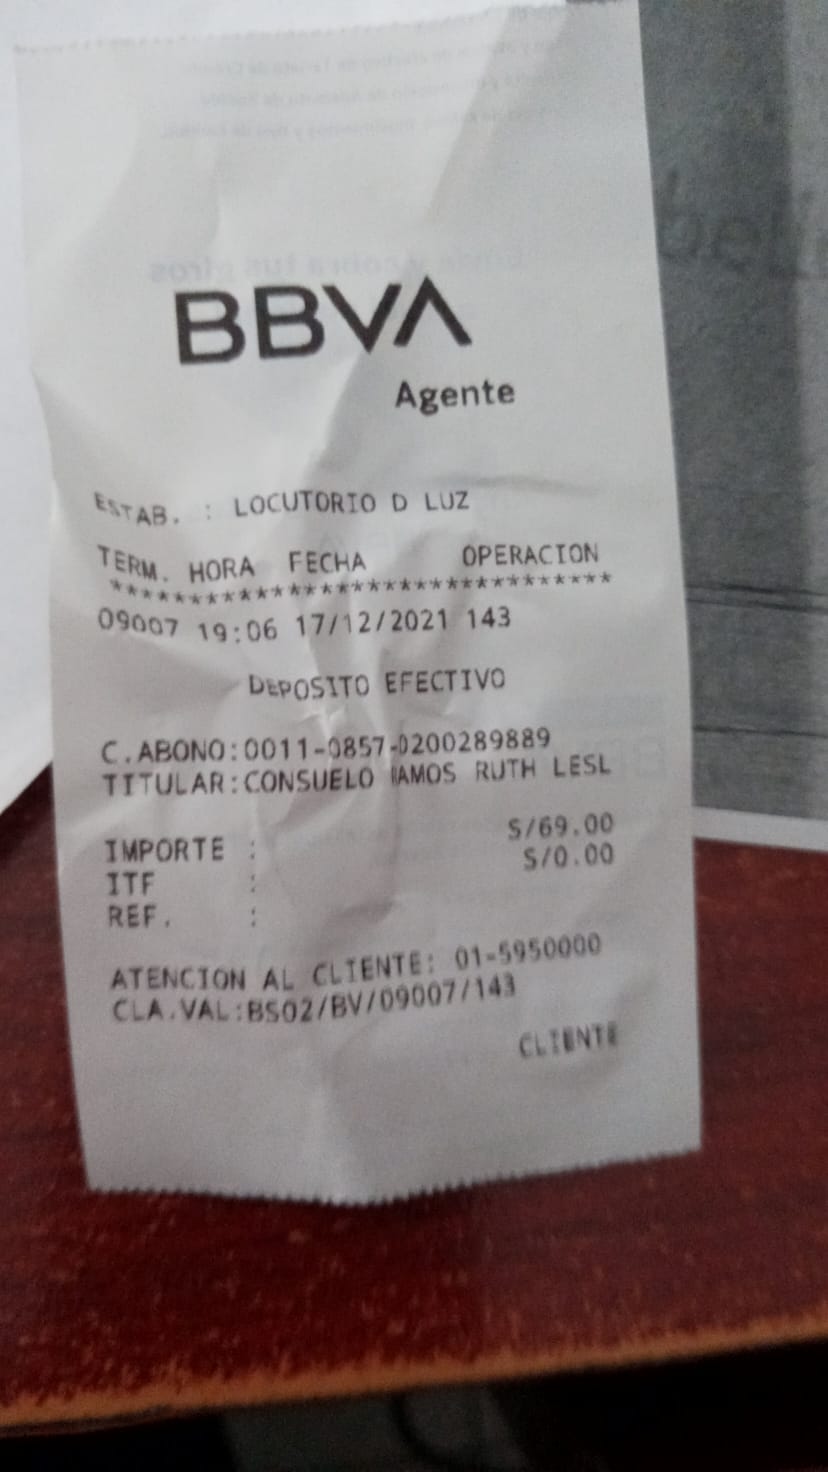 BBVA
Agente
ESTAB. : LOCUTORIO D LUZ
TERM. HORA FECHA OPERACION
*******************************
09007 19:06 17/12/2021 143
DEPOSITO EFECTIVO
C.ABONO:0011-0857-0200289889
TITULAR:CONSUELO RAMOS RUTH LESL
IMPORTE : S/69.00
ITF : S/0.00
REF. :
ATENCION AL CLIENTE: 01-5950000
CLA.VAL:BS02/BV/09007/143
CLIENTE